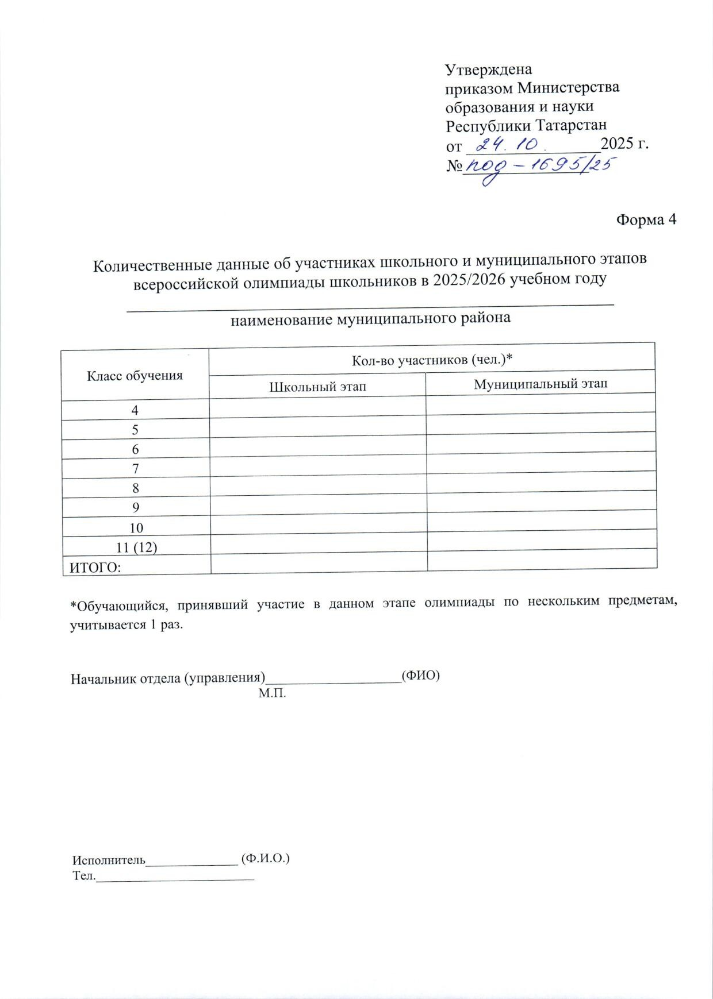 Утверждена
приказом Министерства
образования и науки
Республики Татарстан
от 24.10. 2025 г.
№ под-1695/25
Форма 4
Количественные данные об участниках школьного и муниципального этапов
всероссийской олимпиады школьников в 2025/2026 учебном году
наименование муниципального района
Класс обучения
Кол-во участников (чел.)*
Школьный этап
Муниципальный этап
4
5
6
7
8
9
10
11 (12)
ИТОГО:
*Обучающийся, принявший участие в данном этапе олимпиады по нескольким предметам,
учитывается 1 раз.
Начальник отдела (управления)____________________(ФИО)
М.П.
Исполнитель______________ (Ф.И.О.)
Тел.________________________